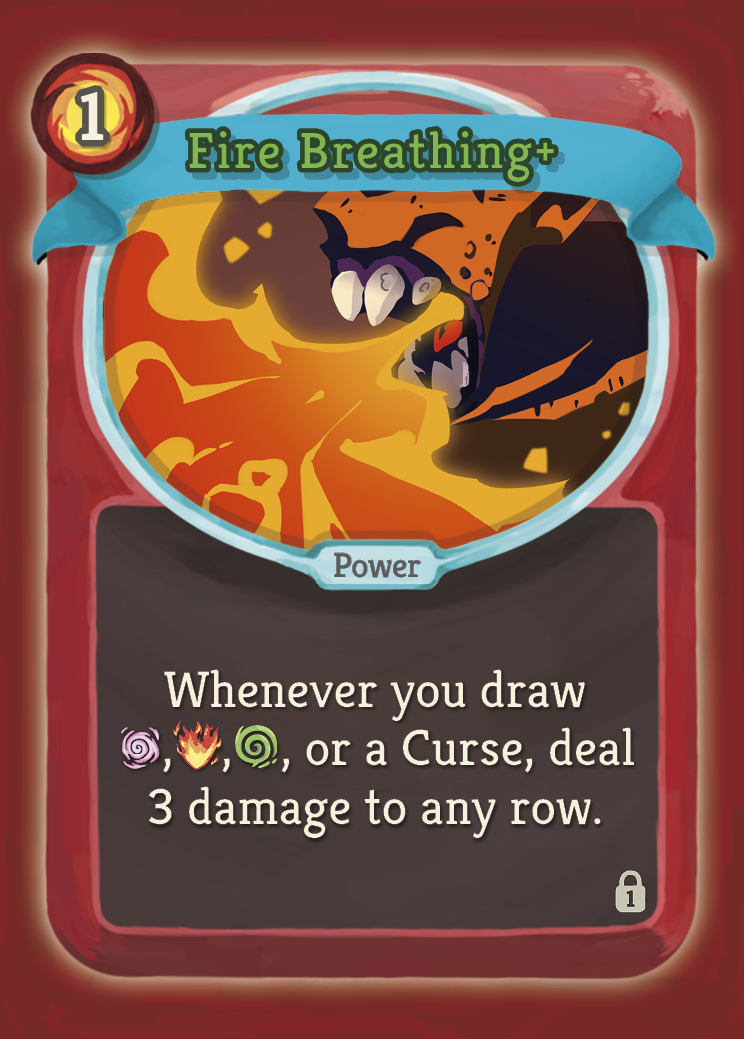 1
Fire Breathing+
Power
Whenever you draw
, , , or a Curse, deal
3 damage to any row.
1